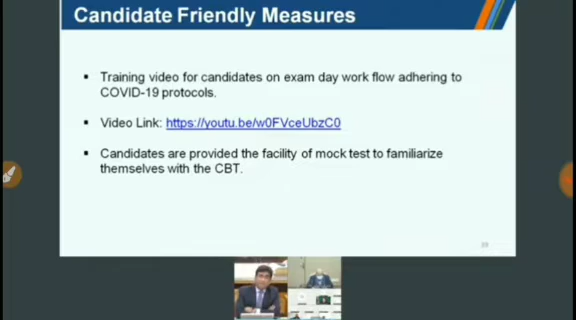 Candidate Friendly Measures
▪ Training video for candidates on exam day work flow adhering to
COVID-19 protocols.
▪ Video Link: https://youtu.be/w0FVceUbzC0
▪ Candidates are provided the facility of mock test to familiarize
themselves with the CBT.